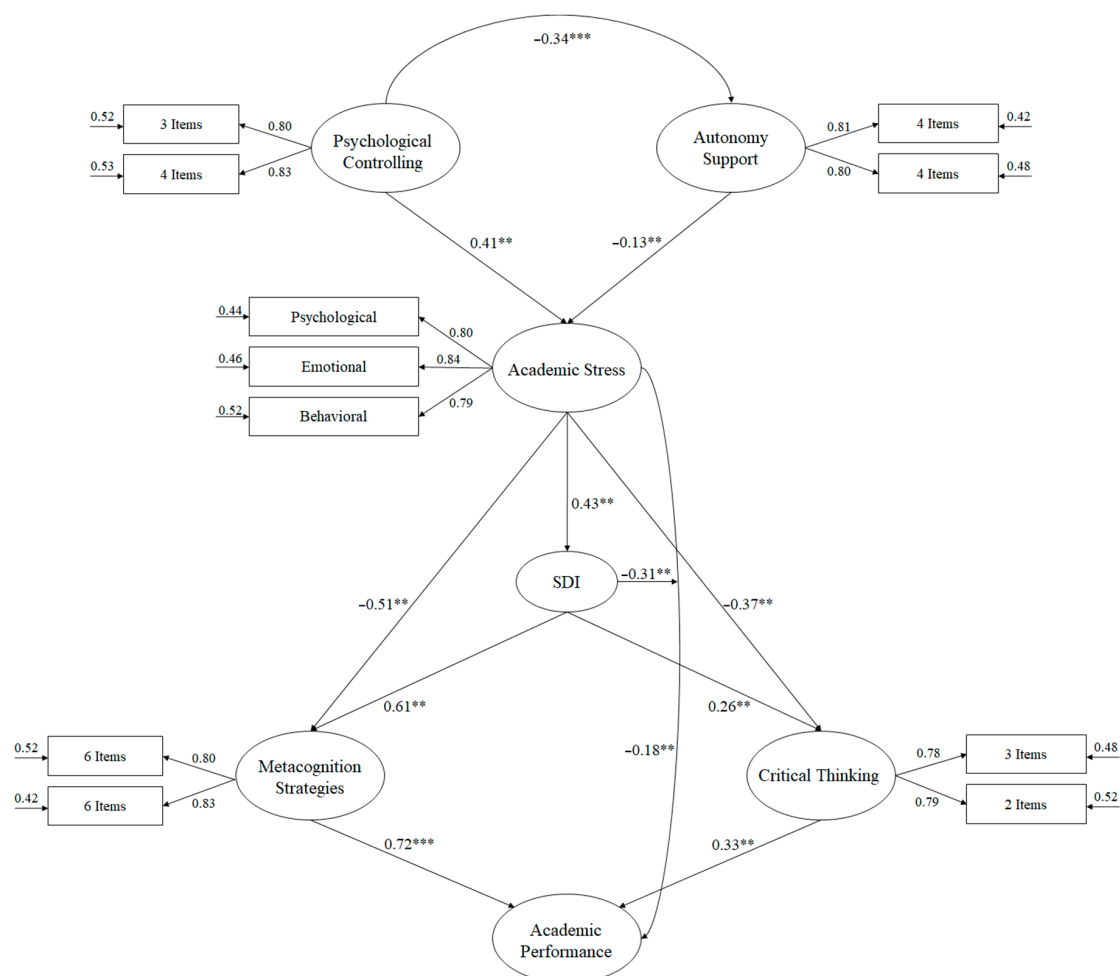 −0.34***
0.52
3 Items
0.80
Psychological
Controlling
0.53
4 Items
0.83
Autonomy
Support
0.81
4 Items
0.42
0.80
4 Items
0.48
0.41**
−0.13**
0.44
Psychological
0.80
0.46
Emotional
0.84
Academic Stress
0.52
Behavioral
0.79
0.43**
SDI
−0.31**
−0.51**
−0.37**
0.61**
0.26**
−0.18**
0.52
6 Items
0.80
Metacognition
Strategies
0.42
6 Items
0.83
Critical Thinking
0.78
3 Items
0.48
0.79
2 Items
0.52
0.72***
0.33**
Academic
Performance